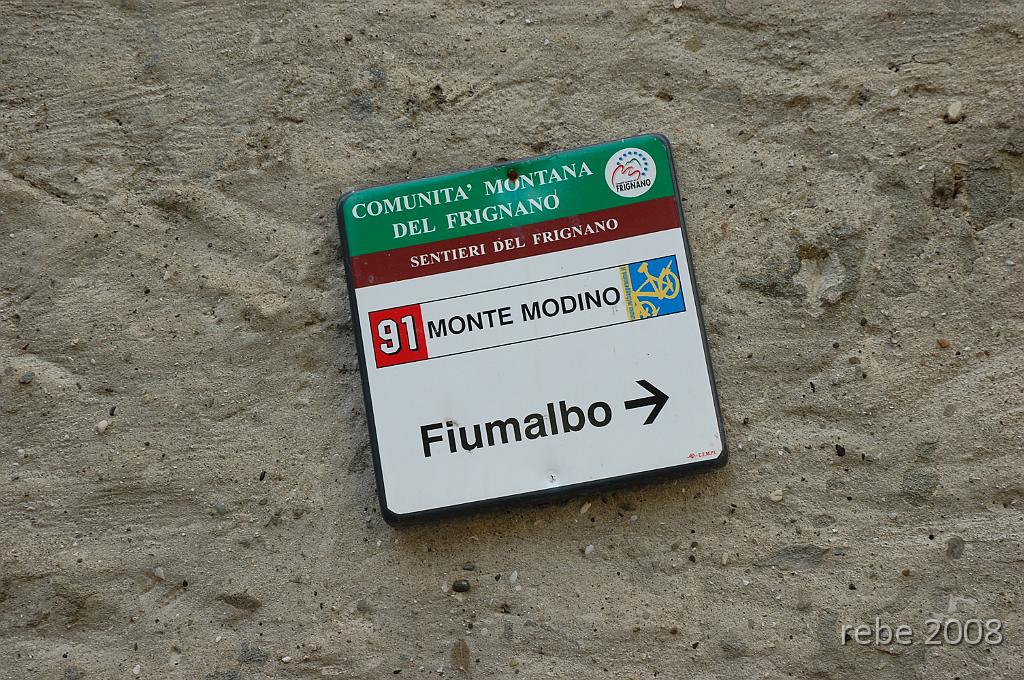 COMUNITA' MONTANA
DEL FRIGNANO
FRIGNANO
SENTIERI DEL FRIGNANO
91 MONTE MODINO
Fiumalbo →
rebe 2008